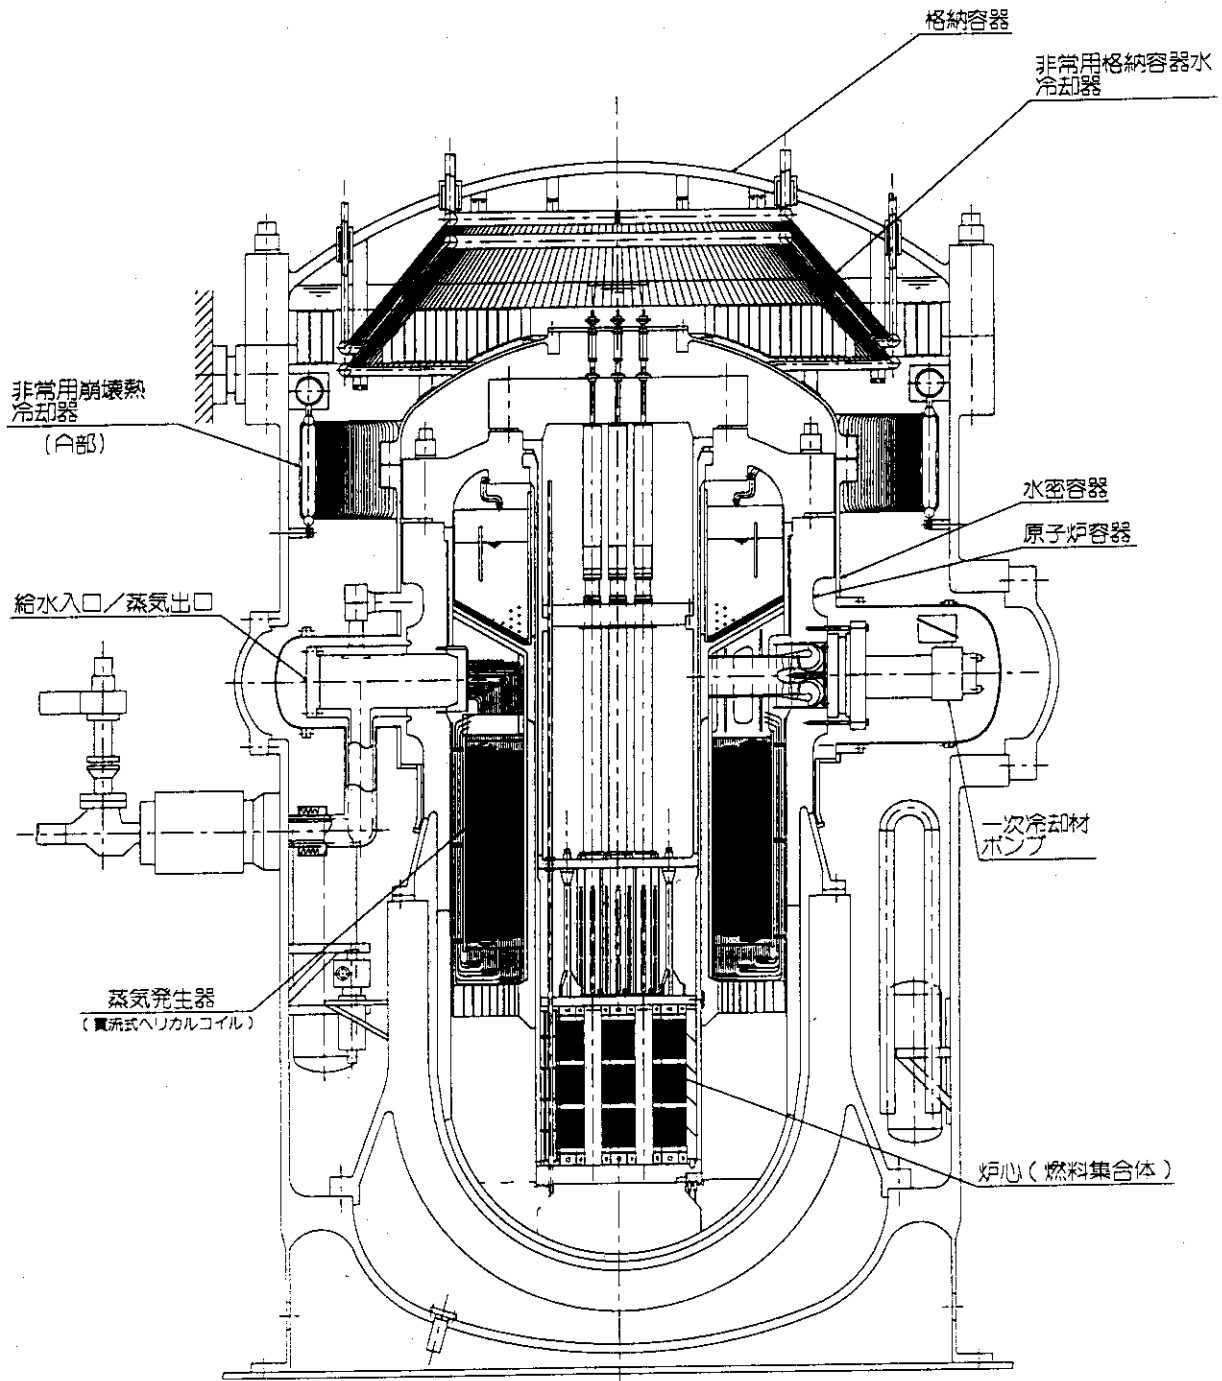 格納容器
非常用格納容器水
冷却器
非常用崩壊熱
冷却器
(内部)
水密容器
原子炉容器
給水入口/蒸気出口
一次冷却材
ポンプ
蒸気発生器
(貫流式ヘリカルコイル)
炉心(燃料集合体)